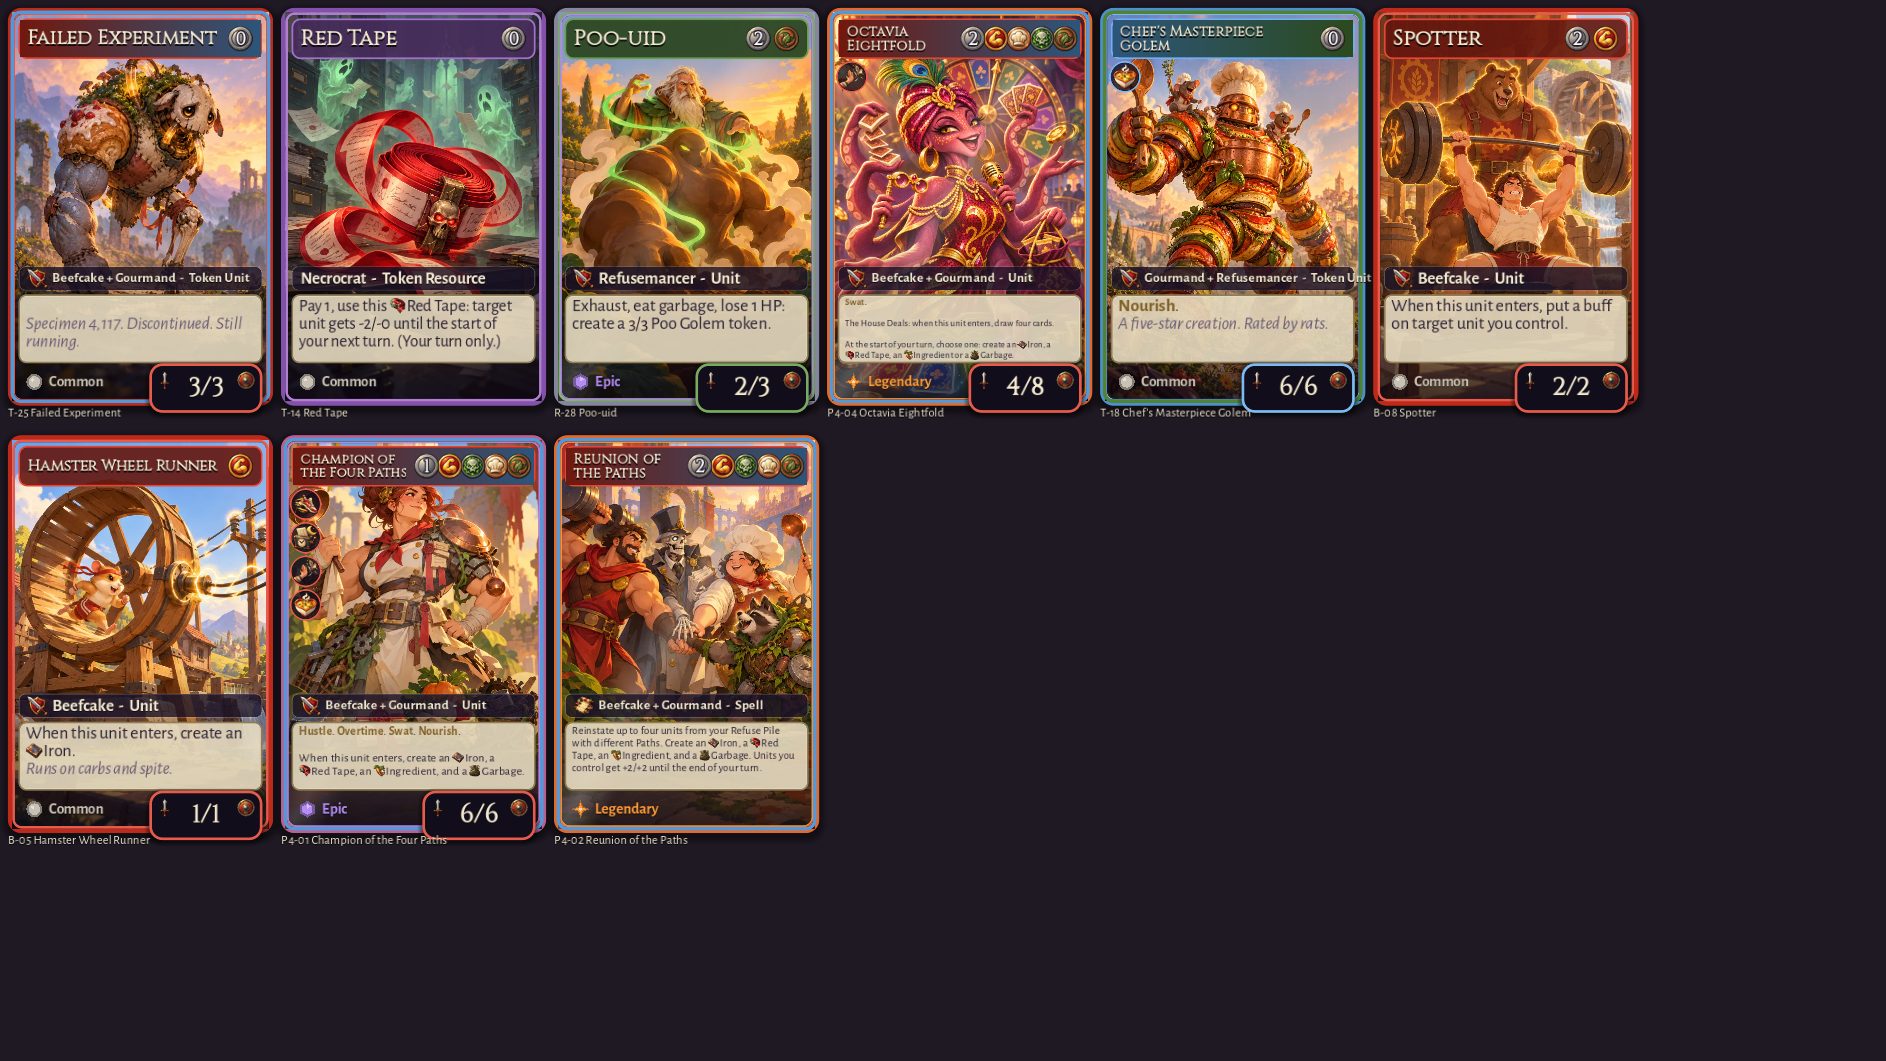 FAILED EXPERIMENT 0
Beefcake + Gourmand - Token Unit
Specimen 4,117. Discontinued. Still
running.
Common
3/3
T-25 Failed Experiment
RED TAPE 0
Necrocrat - Token Resource
Pay 1, use this Red Tape: target
unit gets -2/-0 until the start of
your next turn. (Your turn only.)
Common
T-14 Red Tape
POO-UID 2
Refusemancer - Unit
Exhaust, eat garbage, lose 1 HP:
create a 3/3 Poo Golem token.
Epic
2/3
R-28 Poo-uid
OCTAVIA
EIGHTFOLD 2
Beefcake + Gourmand - Unit
Swat.
The House Deals: when this unit enters, draw four cards.
At the start of your turn, choose one: create an Iron, a
Red Tape, an Ingredient or a Garbage.
Legendary
4/8
P4-04 Octavia Eightfold
CHEF'S MASTERPIECE
GOLEM 0
Gourmand + Refusemancer - Token Unit
Nourish.
A five-star creation. Rated by rats.
Common
6/6
T-18 Chef's Masterpiece Golem
SPOTTER 2
Beefcake - Unit
When this unit enters, put a buff
on target unit you control.
Common
2/2
B-08 Spotter
HAMSTER WHEEL RUNNER
Beefcake - Unit
When this unit enters, create an
Iron.
Runs on carbs and spite.
Common
1/1
B-05 Hamster Wheel Runner
CHAMPION OF
THE FOUR PATHS 1
Beefcake + Gourmand - Unit
Hustle. Overtime. Swat. Nourish.
When this unit enters, create an Iron, a
Red Tape, an Ingredient, and a Garbage.
Epic
6/6
P4-01 Champion of the Four Paths
REUNION OF
THE PATHS 2
Beefcake + Gourmand - Spell
Reinstate up to four units from your Refuse Pile
with different Paths. Create an Iron, a Red
Tape, an Ingredient, and a Garbage. Units you
control get +2/+2 until the end of your turn.
Legendary
P4-02 Reunion of the Paths